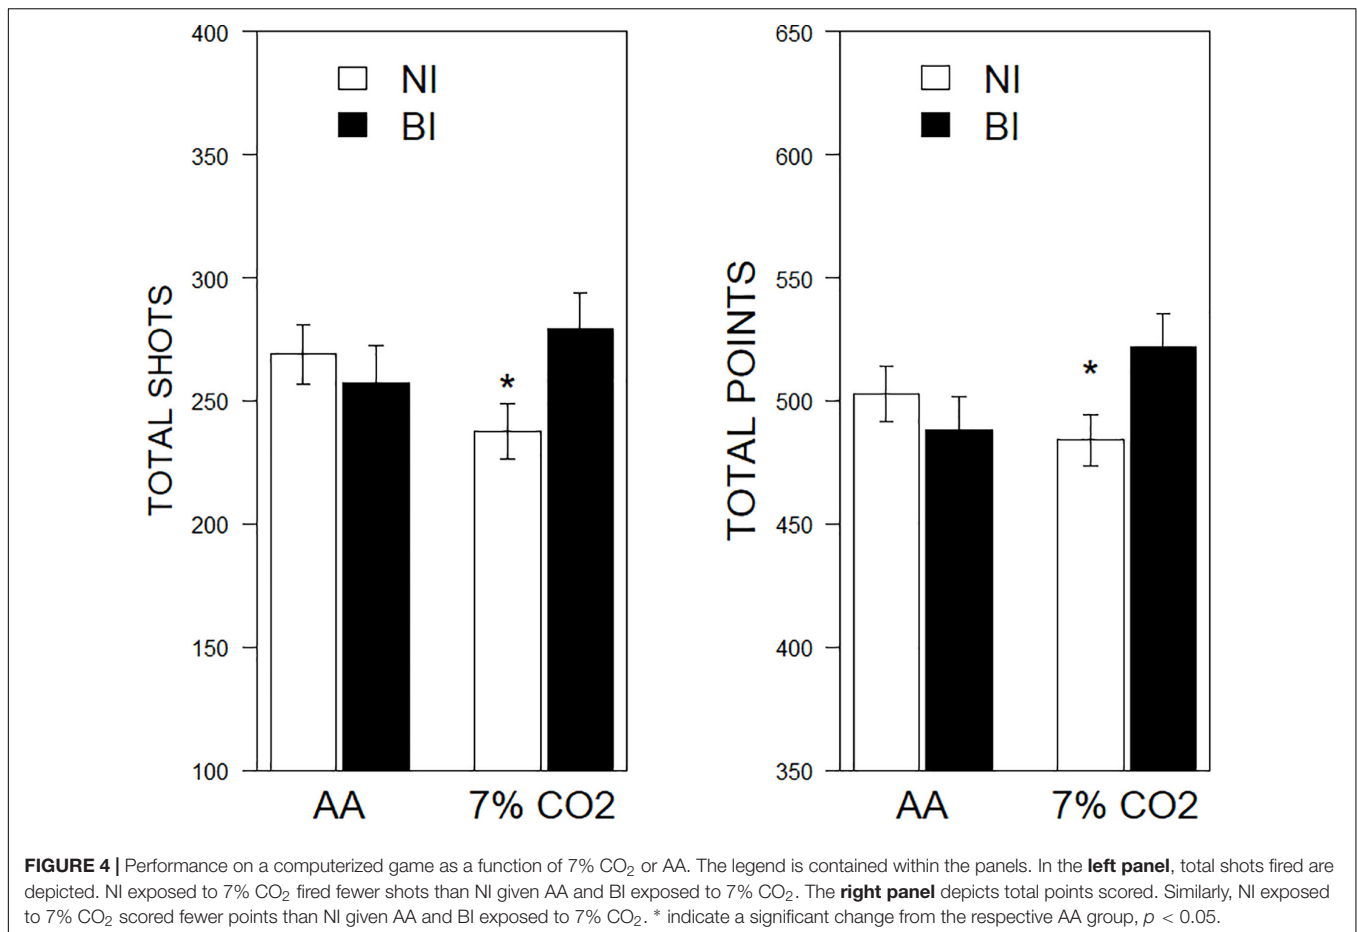 400
350
300
250
200
150
100
TOTAL SHOTS
NI
BI
*
AA
7% CO2
650
600
550
500
450
400
350
TOTAL POINTS
NI
BI
*
AA
7% CO2
FIGURE 4 | Performance on a computerized game as a function of 7% CO₂ or AA. The legend is contained within the panels. In the left panel, total shots fired are
depicted. NI exposed to 7% CO₂ fired fewer shots than NI given AA and BI exposed to 7% CO₂. The right panel depicts total points scored. Similarly, NI exposed
to 7% CO₂ scored fewer points than NI given AA and BI exposed to 7% CO₂. * indicate a significant change from the respective AA group, p < 0.05.